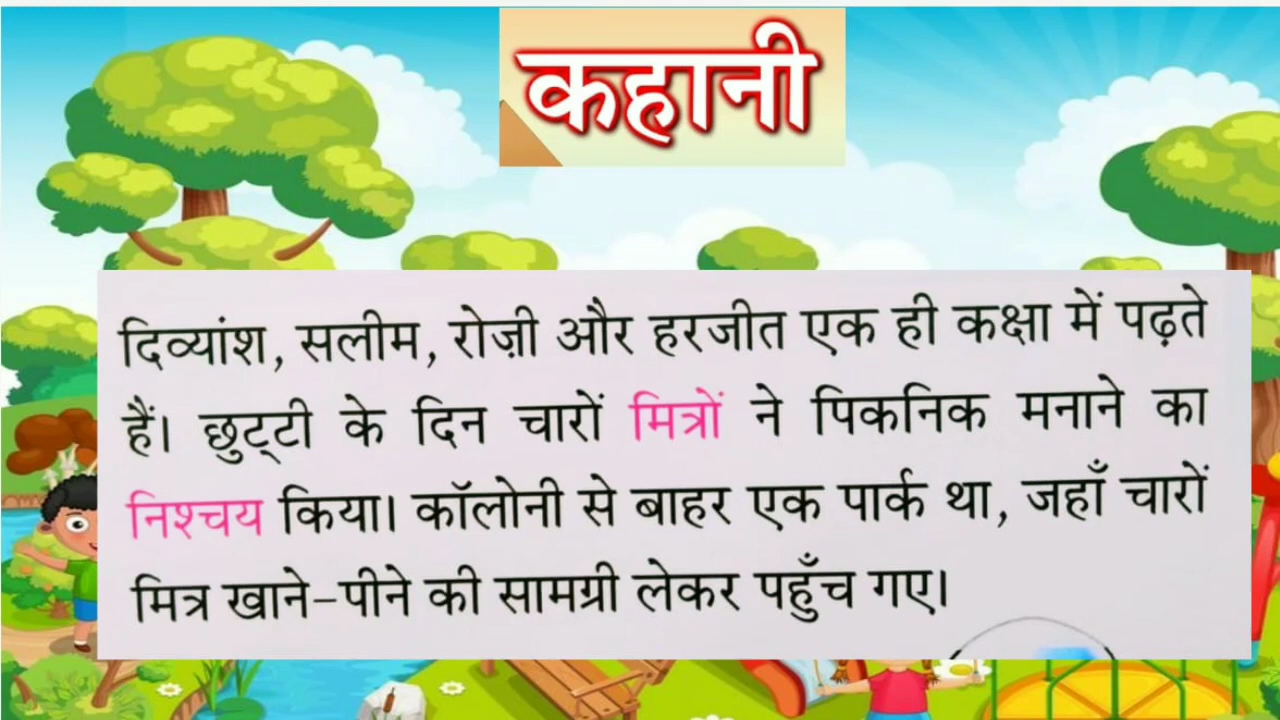 कहानी
दिव्यांश, सलीम, रोज़ी और हरजीत एक ही कक्षा में पढ़ते
हैं। छुट्‌टी के दिन चारों मित्रों ने पिकनिक मनाने का
निश्चय किया। कॉलोनी से बाहर एक पार्क था, जहाँ चारों
मित्र खाने-पीने की सामग्री लेकर पहुँच गए।